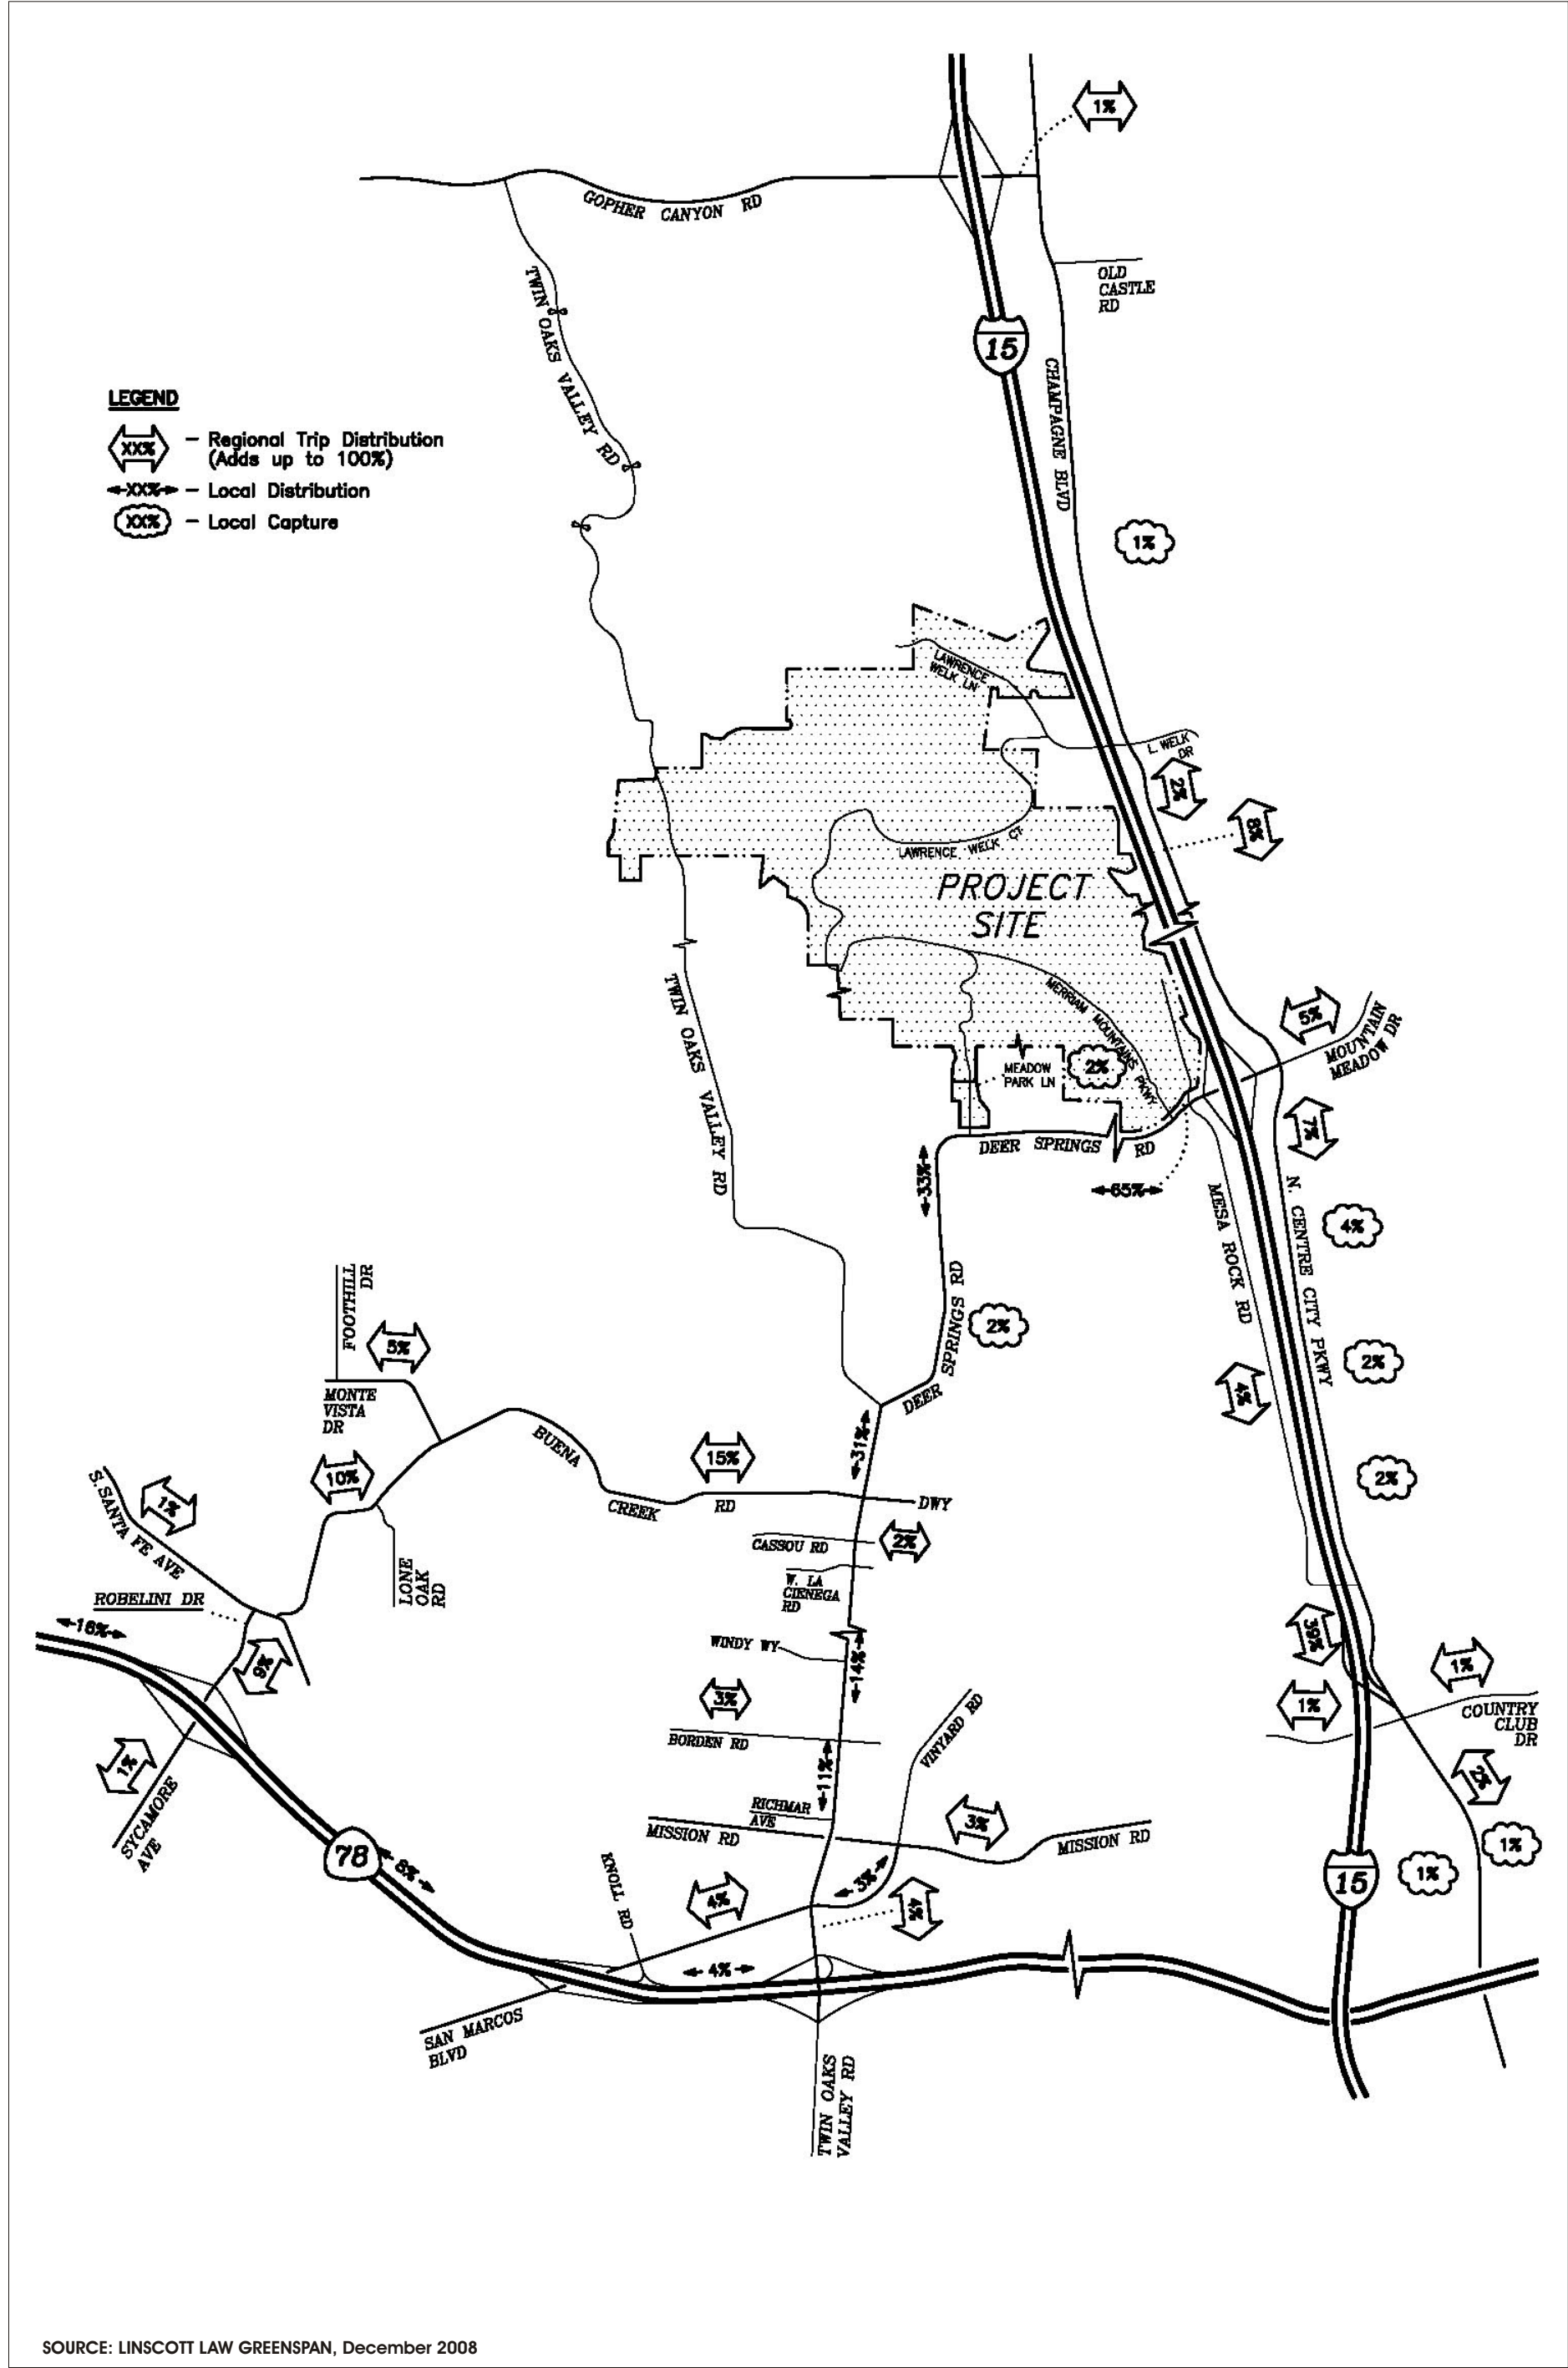 1%
GOPHER CANYON RD
OLD
CASTLE
RD
TWIN OAKS VALLEY RD
15
CHAMPAGNE BLVD
LEGEND
XX% – Regional Trip Distribution
(Adds up to 100%)
XX% – Local Distribution
XX% – Local Capture
1%
LAWRENCE
WELK LN
L. WELK
DR
2%
8%
LAWRENCE WELK CT
PROJECT
SITE
TWIN OAKS VALLEY RD
MERRIAM MOUNTAINS PKWY
5%
MOUNTAIN
MEADOW DR
MEADOW
PARK LN
2%
7%
DEER SPRINGS RD
33%
65%
MESA ROCK RD
N. CENTRE CITY PKWY
4%
FOOTHILL
DR
5%
DEER SPRINGS RD
2%
2%
4%
MONTE
VISTA
DR
BUENA CREEK RD
31%
15%
10%
2%
DWY
S. SANTA FE AVE
1%
CASSOU RD
2%
LONE
OAK
RD
W. LA
CIENEGA
RD
ROBELINI DR
39%
WINDY WY
14%
9%
1%
3%
1%
COUNTRY
CLUB
DR
BORDEN RD
VINYARD RD
11%
1%
2%
SYCAMORE
AVE
RICHMAR
AVE
MISSION RD
3%
MISSION RD
1%
78
8%
KNOLL RD
3%
1%
15
4%
4%
4%
SAN MARCOS
BLVD
TWIN OAKS
VALLEY RD
SOURCE: LINSCOTT LAW GREENSPAN, December 2008